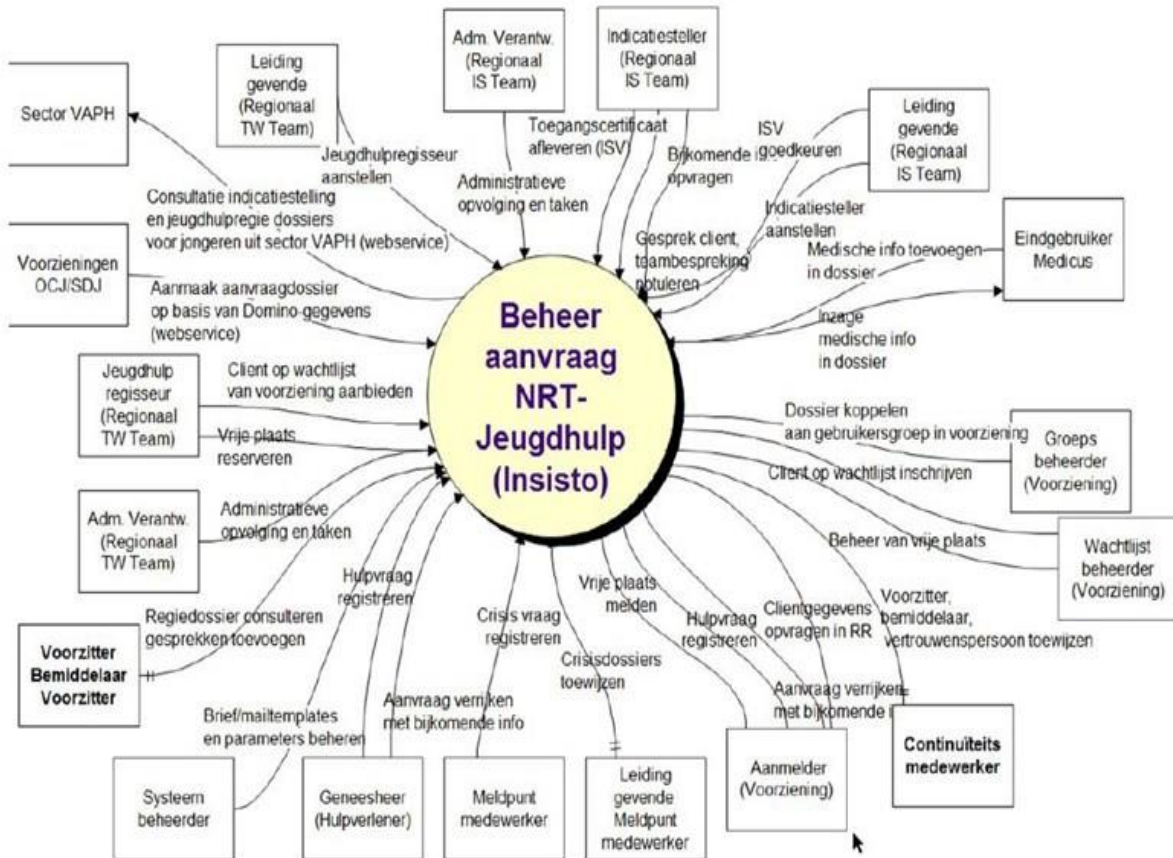 Adm. Verantw.
(Regionaal
IS Team)
Indicatiesteller
(Regionaal
IS Team)
Leiding
gevende
(Regionaal
TW Team)
Sector VAPH
Leiding
gevende
(Regionaal
IS Team)
Toegangscertificaat
afleveren (ISV)
ISV
goedkeuren
Bijkomende i
opvragen
Jeugdhulpregisseur
aanstellen
Administratieve
opvolging en taken
Consultatie indicatiestelling
en jeugdhulpregie dossiers
voor jongeren uit sector VAPH (webservice)
Indicatiesteller
aanstellen
Gesprek client,
teambespreking
notuleren
Medische info toevoegen
in dossier
Eindgebruiker
Medicus
Voorzieningen
OCJ/SDJ
Aanmaak aanvraagdossier
op basis van Domino-gegevens
(webservice)
Inzage
medische info
in dossier
Beheer
aanvraag
NRT-
Jeugdhulp
(Insisto)
Jeugdhulp
regisseur
(Regionaal
TW Team)
Client op wachtlijst
van voorziening aanbieden
Vrije plaats
reserveren
Dossier koppelen
aan gebruikersgroep in voorziening
Groeps
beheerder
(Voorziening)
Client op wachtlijst inschrijven
Adm. Verantw.
(Regionaal
TW Team)
Administratieve
opvolging en taken
Beheer van vrije plaats
Wachtlijst
beheerder
(Voorziening)
Hulpvraag
registreren
Vrije plaats
melden
Regiedossier consulteren
gesprekken toevoegen
Crisis vraag
registreren
Hulpvraag
registreren
Clientgegevens
opvragen in RR
Voorzitter,
bemiddelaar,
vertrouwenspersoon toewijzen
Voorzitter
Bemiddelaar
Voorzitter
Crisisdossiers
toewijzen
Brief/mailtemplates
en parameters beheren
Aanvraag verrijken
met bijkomende info
Aanvraag verrijken
met bijkomende i
Continuïteits
medewerker
Systeem
beheerder
Geneesheer
(Hulpverlener)
Meldpunt
medewerker
Leiding
gevende
Meldpunt
medewerker
Aanmelder
(Voorziening)